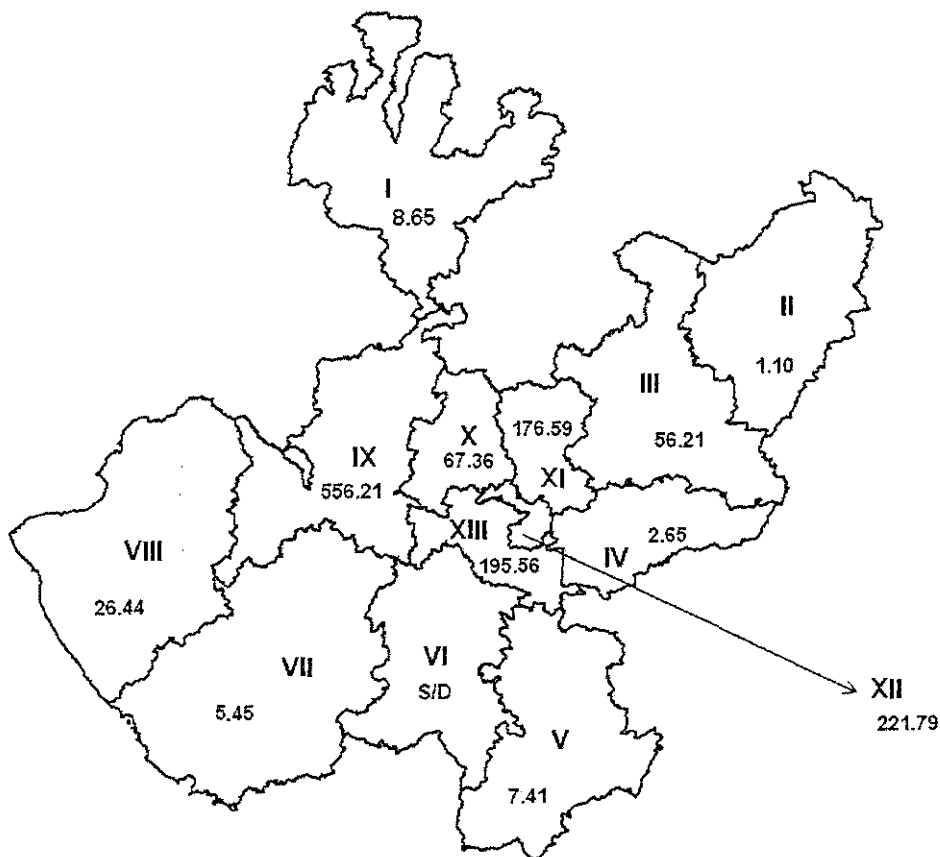 I
8.65
II
1.10
III
56.21
176.59
XI
X
67.36
IX
556.21
XIII
195.56
2.65
IV
VIII
26.44
VII
5.45
VI
S/D
V
7.41
XII
221.79